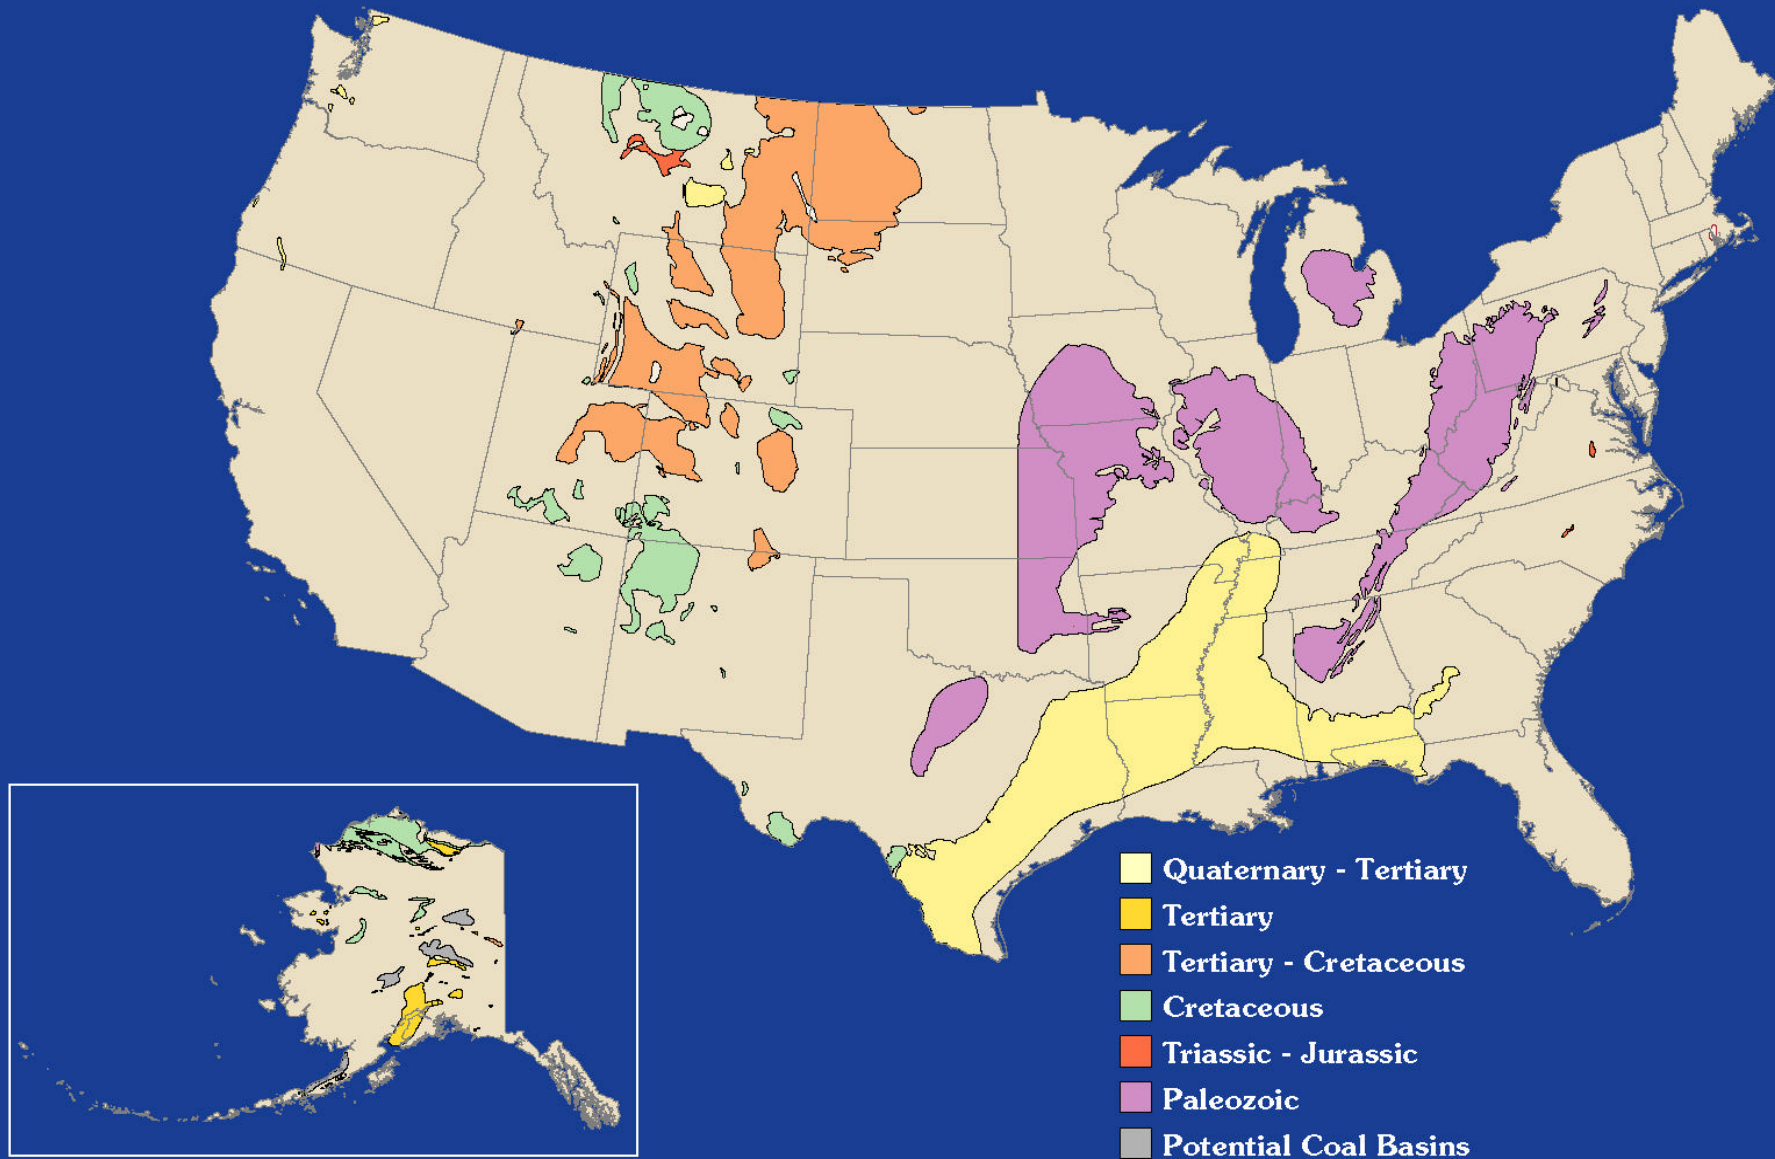 Quaternary - Tertiary
Tertiary
Tertiary - Cretaceous
Cretaceous
Triassic - Jurassic
Paleozoic
Potential Coal Basins